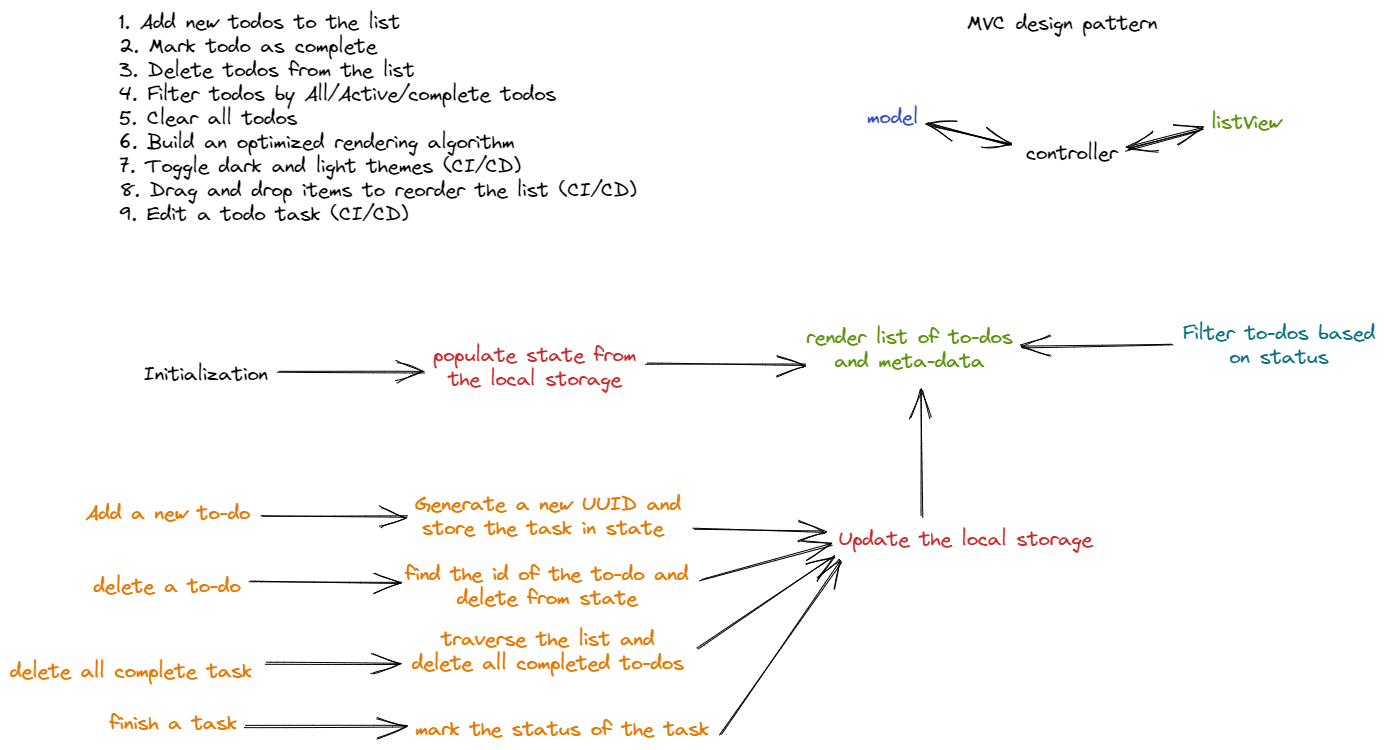 1. Add new todos to the list
2. Mark todo as complete
3. Delete todos from the list
4. Filter todos by All/Active/complete todos
5. Clear all todos
6. Build an optimized rendering algorithm
7. Toggle dark and light themes (CI/CD)
8. Drag and drop items to reorder the list (CI/CD)
9. Edit a todo task (CI/CD)
MVC design pattern
model
controller
listView
Initialization
populate state from
the local storage
render list of to-dos
and meta-data
Filter to-dos based
on status
Add a new to-do
Generate a new UUID and
store the task in state
Update the local storage
delete a to-do
find the id of the to-do and
delete from state
delete all complete task
traverse the list and
delete all completed to-dos
finish a task
mark the status of the task